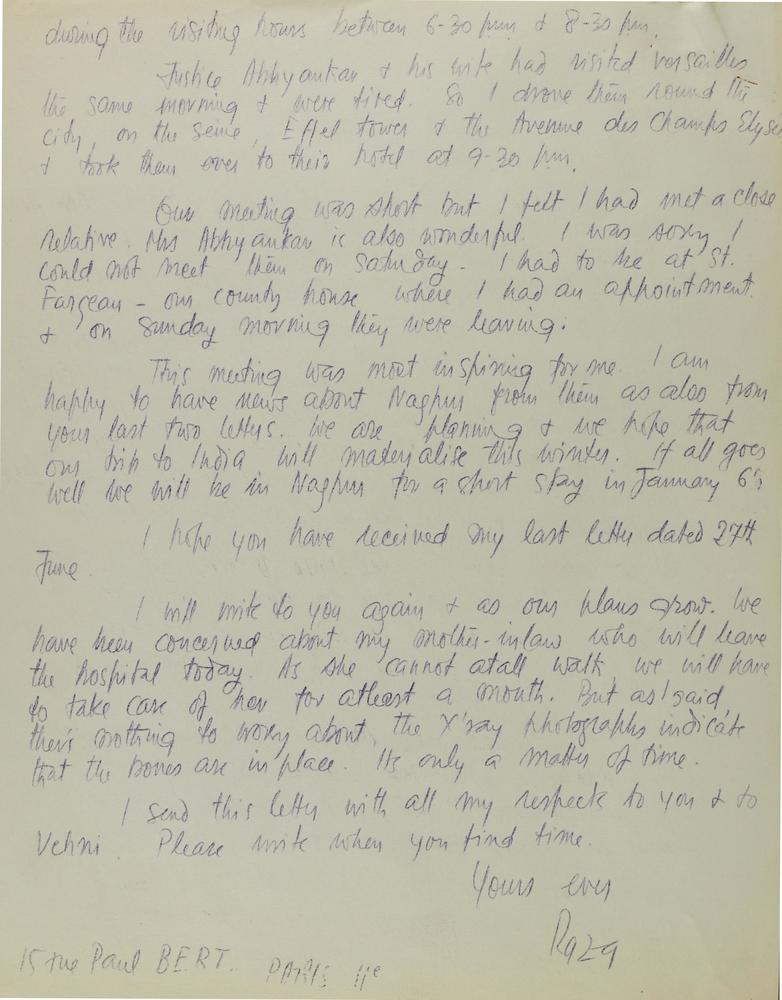 during the visiting hours between 6-30 p.m & 8-30 p.m.
Justice Abhyankar & his wife had visited Versailles
the same morning & were tired. So I drove them round the
city, on the Seine, Effel tower & the Avenue des Champs Elyse
& took them over to their hotel at 9-30 p.m.
Our meeting was short but I felt I had met a close
relative. Mrs Abhyankar is also wonderful. I was sorry I
could not meet them on Saturday. I had to be at St.
Fargeau - our county house where I had an appointment.
& on Sunday morning they were leaving.
This meeting was most inspiring for me. I am
happy to have news about Nagpur from them as also from
your last two letters. We are planning & we hope that
our trip to India will materialise this winter. If all goes
well we will be in Nagpur for a short stay in January
I hope you have received my last letter dated 27th
June.
I will write to you again & as our plans grow. We
have been concerned about my mother-inlaw who will leave
the hospital today. As she cannot atall walk, we will have
to take care of her for atleast a month. But as I said,
ther's nothing to worry about, the X'ray photographs indicate
that the bones are in place. Its only a matter of time.
I send this letter with all my respects to you & to
Please write when you find time.
Yours ever
Raza
15 rue Paul BERT. PARIS 11e